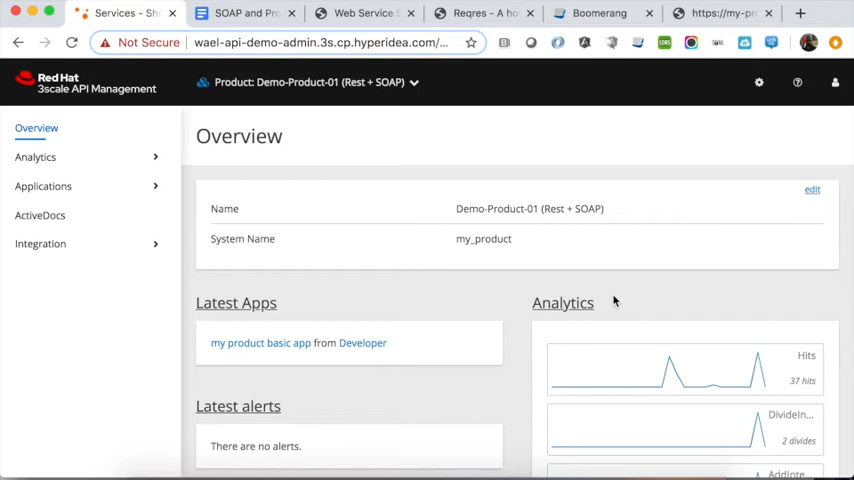 Services - Sho
SOAP and Pro
Web Service S
Reqres - A ho
Boomerang
https://my-pr
Not Secure
wael-api-demo-admin.3s.cp.hyperidea.com/...
CORS
Red Hat
3scale API Management
Product: Demo-Product-01 (Rest + SOAP)
Overview
Analytics
Applications
ActiveDocs
Integration
Overview
edit
Name
Demo-Product-01 (Rest + SOAP)
System Name
my_product
Latest Apps
my product basic app from Developer
Latest alerts
There are no alerts.
Analytics
Hits
37 hits
DivideIn...
2 divides
AddInte...